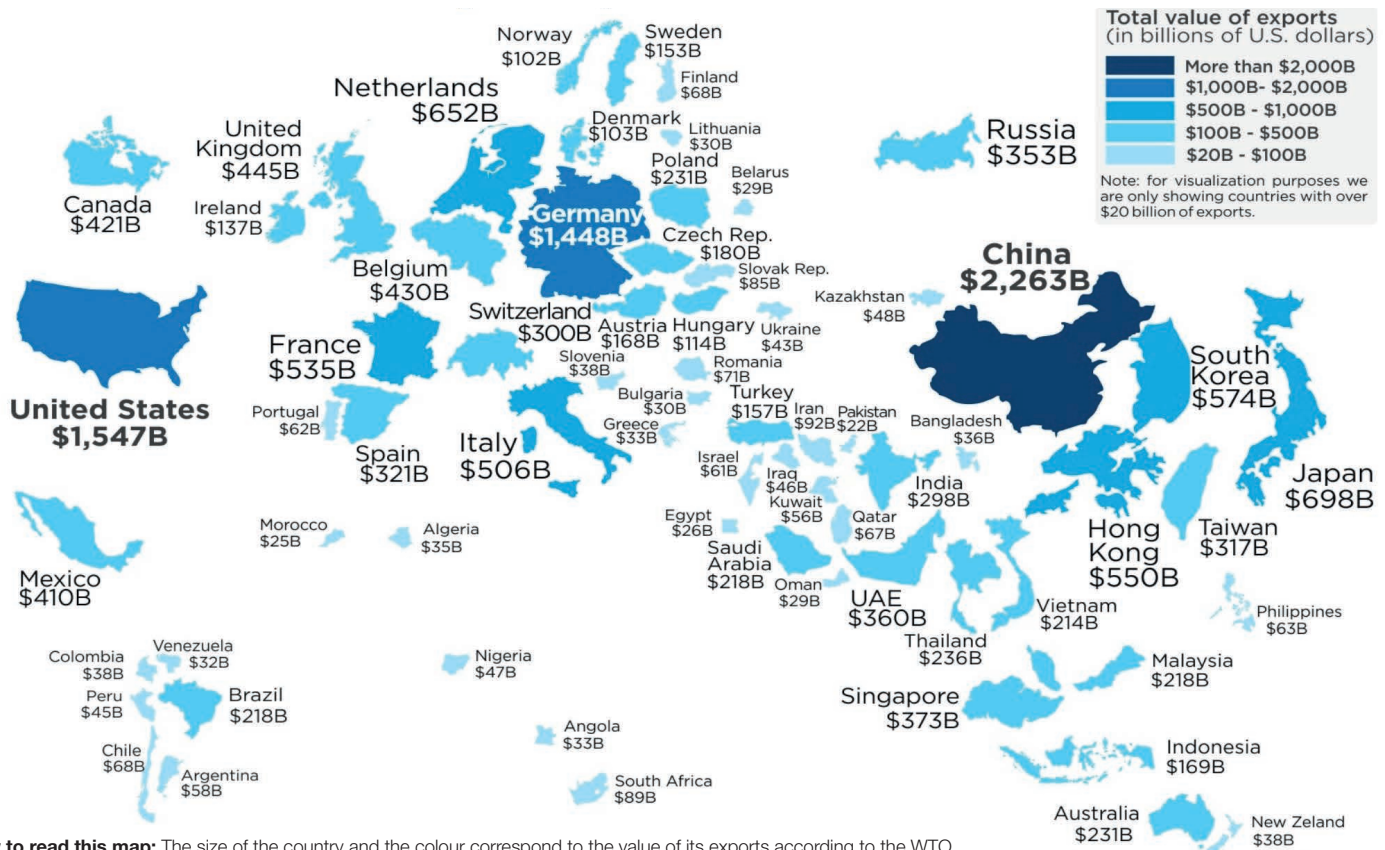 Total value of exports
(in billions of U.S. dollars)
More than $2,000B
$1,000B- $2,000B
$500B - $1,000B
$100B - $500B
$20B - $100B
Note: for visualization purposes we
are only showing countries with over
$20 billion of exports.
Norway
$102B
Sweden
$153B
Finland
$68B
Netherlands
$652B
Denmark
$103B
Lithuania
$30B
United
Kingdom
$445B
Poland
$231B
Belarus
$29B
Russia
$353B
Canada
$421B
Ireland
$137B
Germany
$1,448B
Czech Rep.
$180B
Belgium
$430B
Slovak Rep.
$85B
China
$2,263B
Kazakhstan
$48B
Switzerland
$300B
Austria
$168B
Hungary
$114B
Ukraine
$43B
France
$535B
Slovenia
$38B
Romania
$71B
South
Korea
$574B
United States
$1,547B
Portugal
$62B
Bulgaria
$30B
Turkey
$157B
Iran
$92B
Pakistan
$22B
Bangladesh
$36B
Greece
$33B
Spain
$321B
Italy
$506B
Israel
$61B
Iraq
$46B
India
$298B
Japan
$698B
Kuwait
$56B
Morocco
$25B
Algeria
$35B
Egypt
$26B
Qatar
$67B
Hong
Kong
$550B
Taiwan
$317B
Saudi
Arabia
$218B
Mexico
$410B
Oman
$29B
UAE
$360B
Vietnam
$214B
Philippines
$63B
Thailand
$236B
Colombia
$38B
Venezuela
$32B
Nigeria
$47B
Malaysia
$218B
Peru
$45B
Brazil
$218B
Singapore
$373B
Angola
$33B
Chile
$68B
Argentina
$58B
South Africa
$89B
Indonesia
$169B
Australia
$231B
New Zeland
$38B
to read this map: The size of the country and the colour correspond to the value of its exports according to the WTO